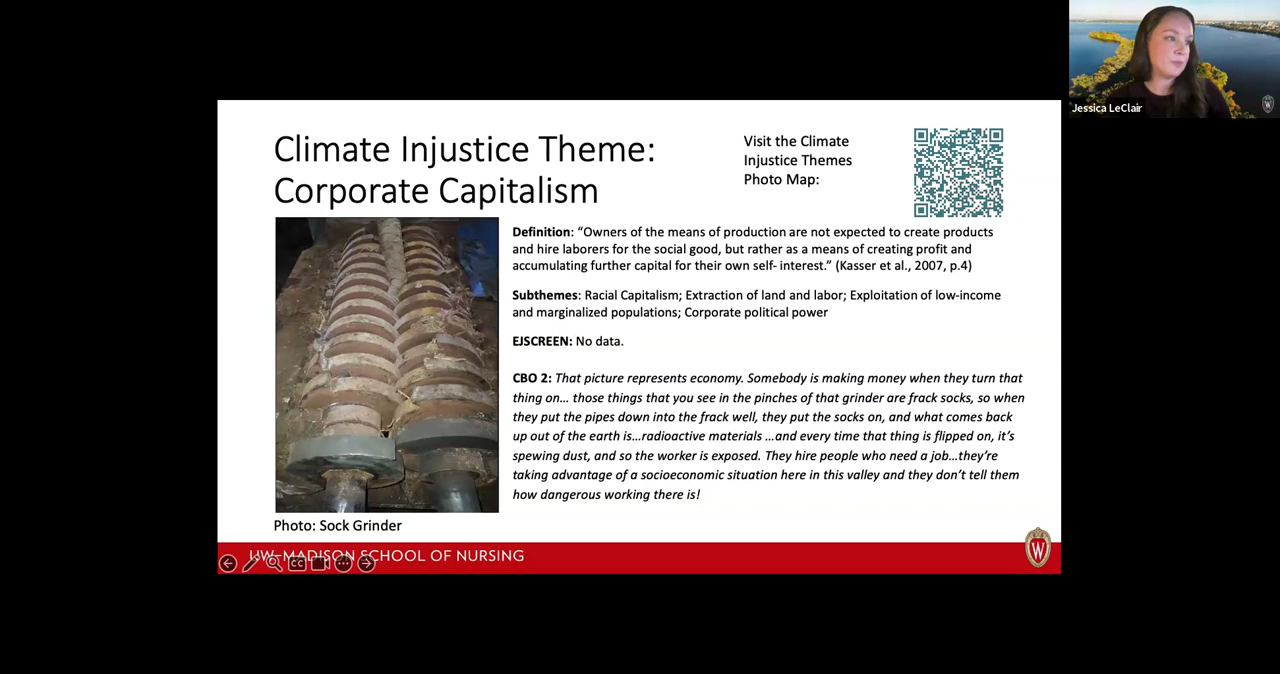 Jessica LeClair
Climate Injustice Theme:
Corporate Capitalism
Visit the Climate
Injustice Themes
Photo Map:
Definition: “Owners of the means of production are not expected to create products
and hire laborers for the social good, but rather as a means of creating profit and
accumulating further capital for their own self- interest.” (Kasser et al., 2007, p.4)
Subthemes: Racial Capitalism; Extraction of land and labor; Exploitation of low-income
and marginalized populations; Corporate political power
EJSCREEN: No data.
CBO 2: That picture represents economy. Somebody is making money when they turn that
thing on… those things that you see in the pinches of that grinder are frack socks, so when
they put the pipes down into the frack well, they put the socks on, and what comes back
up out of the earth is…radioactive materials …and every time that thing is flipped on, it’s
spewing dust, and so the worker is exposed. They hire people who need a job…they’re
taking advantage of a socioeconomic situation here in this valley and they don’t tell them
how dangerous working there is!
Photo: Sock Grinder
UW–MADISON SCHOOL OF NURSING
CC
W
W